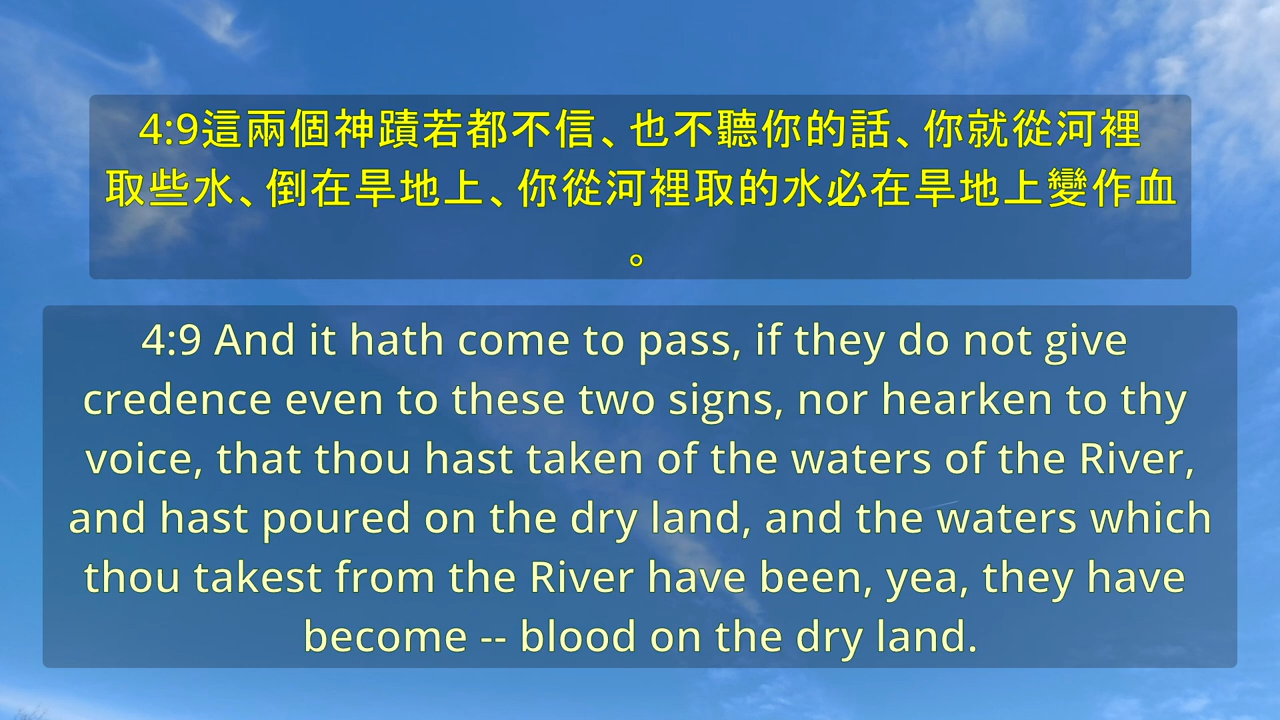 4:9這兩個神蹟若都不信、也不聽你的話、你就從河裡
取些水、倒在旱地上、你從河裡取的水必在旱地上變作血
。
4:9 And it hath come to pass, if they do not give
credence even to these two signs, nor hearken to thy
voice, that thou hast taken of the waters of the River,
and hast poured on the dry land, and the waters which
thou takest from the River have been, yea, they have
become -- blood on the dry land.